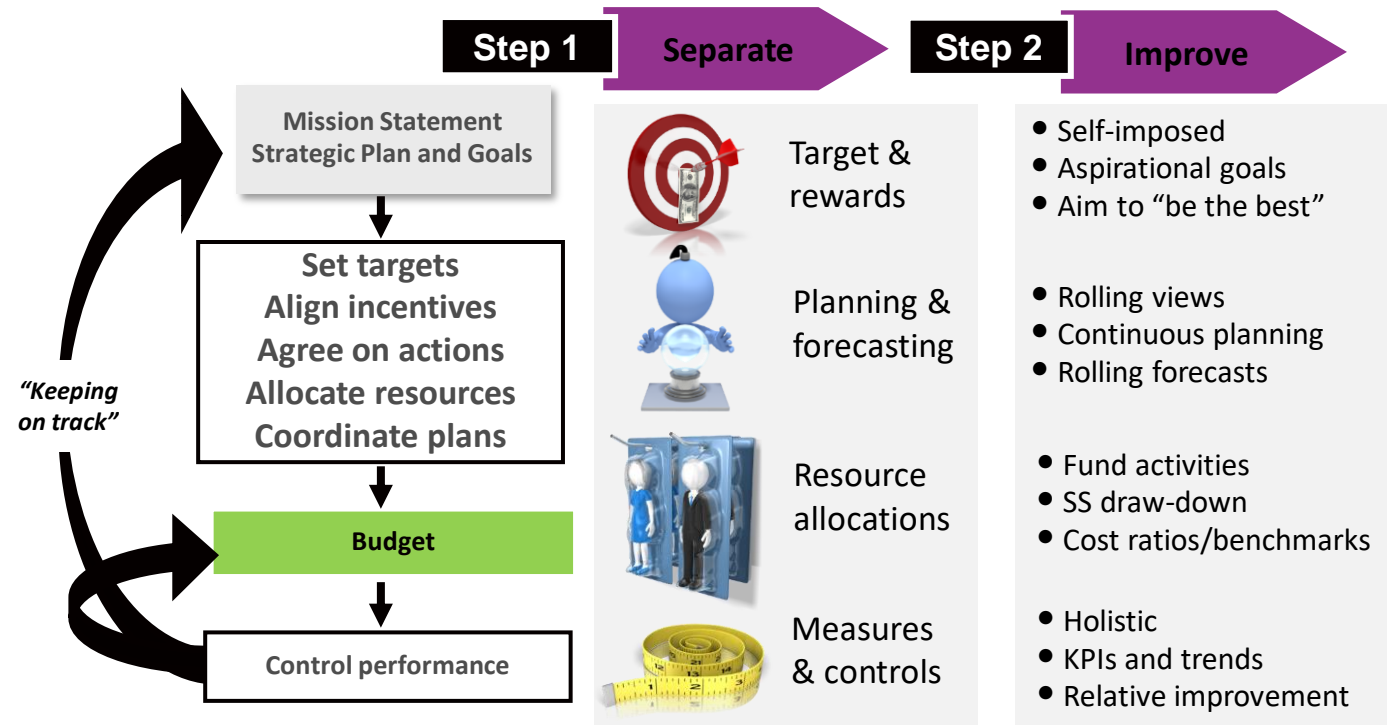 Step 1
Separate
Step 2
Improve
Mission Statement
Strategic Plan and Goals
Set targets
Align incentives
Agree on actions
Allocate resources
Coordinate plans
"Keeping
on track"
Budget
Control performance
Target &
rewards
Planning &
forecasting
Resource
allocations
Measures
& controls
• Self-imposed
• Aspirational goals
• Aim to “be the best”
• Rolling views
• Continuous planning
• Rolling forecasts
• Fund activities
• SS draw-down
• Cost ratios/benchmarks
• Holistic
• KPIs and trends
• Relative improvement